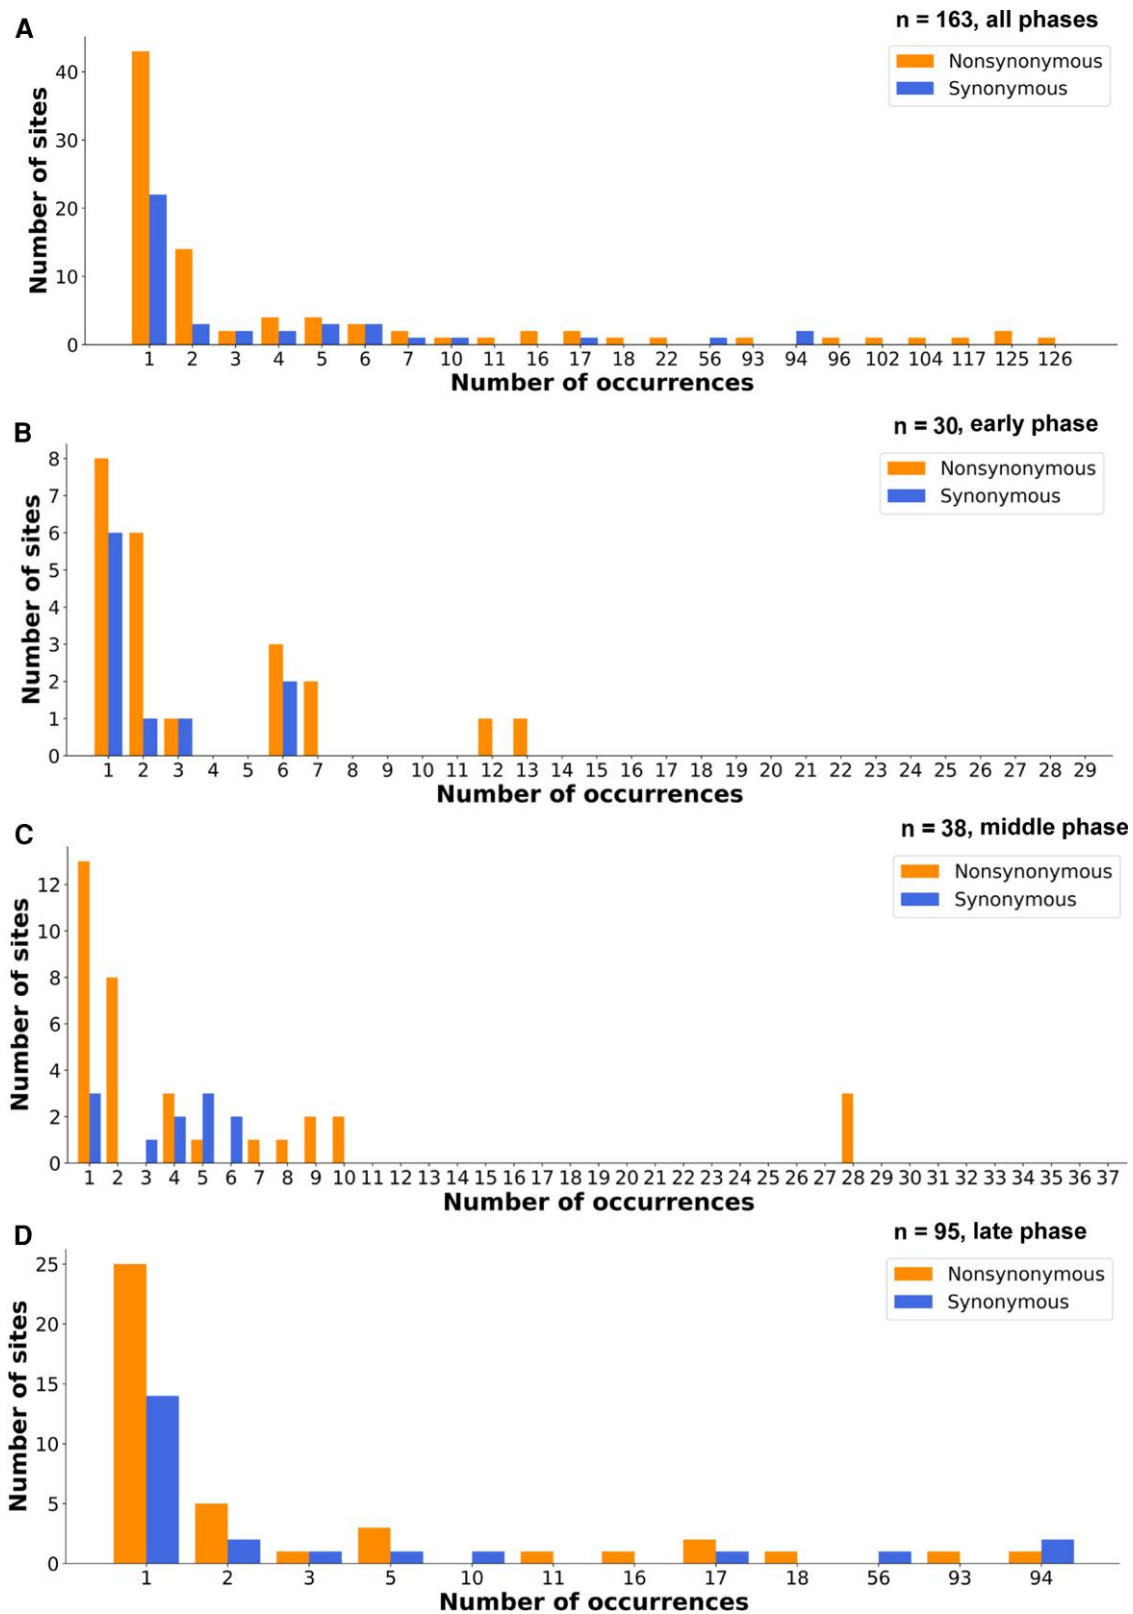 A
n = 163, all phases
Nonsynonymous
Synonymous
Number of sites
40
30
20
10
0
1 2 3 4 5 6 7 10 11 16 17 18 22 56 93 94 96 102 104 117 125 126
Number of occurrences
B
n = 30, early phase
Nonsynonymous
Synonymous
Number of sites
8
7
6
5
4
3
2
1
0
1 2 3 4 5 6 7 8 9 10 11 12 13 14 15 16 17 18 19 20 21 22 23 24 25 26 27 28 29
Number of occurrences
C
n = 38, middle phase
Nonsynonymous
Synonymous
Number of sites
12
10
8
6
4
2
0
1 2 3 4 5 6 7 8 9 10 11 12 13 14 15 16 17 18 19 20 21 22 23 24 25 26 27 28 29 30 31 32 33 34 35 36 37
Number of occurrences
D
n = 95, late phase
Nonsynonymous
Synonymous
Number of sites
25
20
15
10
5
0
1 2 3 5 10 11 16 17 18 56 93 94
Number of occurrences